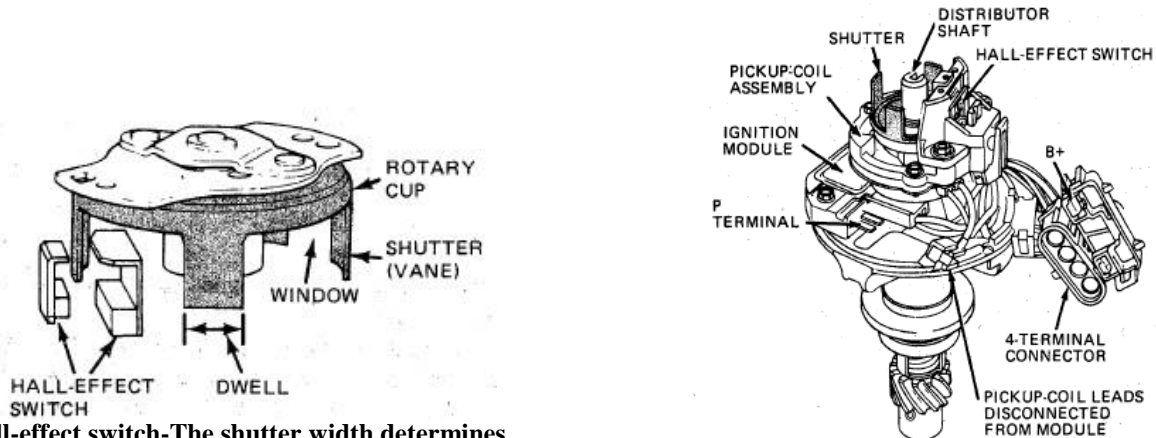 ROTARY
CUP
SHUTTER
(VANE)
WINDOW
HALL-EFFECT
SWITCH
DWELL
ll-effect switch-The shutter width determines
DISTRIBUTOR
SHAFT
SHUTTER
HALL-EFFECT SWITCH
PICKUP-COIL
ASSEMBLY
IGNITION
MODULE
B+
P
TERMINAL
4-TERMINAL
CONNECTOR
PICKUP-COIL LEADS
DISCONNECTED
FROM MODULE